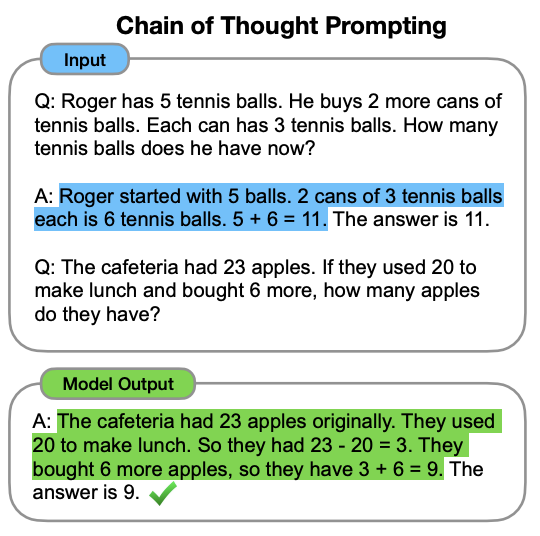 Chain of Thought Prompting
Input
Q: Roger has 5 tennis balls. He buys 2 more cans of
tennis balls. Each can has 3 tennis balls. How many
tennis balls does he have now?
A: Roger started with 5 balls. 2 cans of 3 tennis balls
each is 6 tennis balls. 5 + 6 = 11. The answer is 11.
Q: The cafeteria had 23 apples. If they used 20 to
make lunch and bought 6 more, how many apples
do they have?
Model Output
A: The cafeteria had 23 apples originally. They used
20 to make lunch. So they had 23 - 20 = 3. They
bought 6 more apples, so they have 3 + 6 = 9. The
answer is 9.